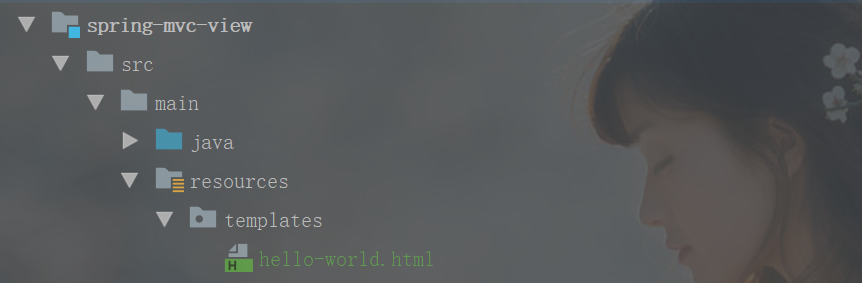 spring-mvc-view
src
main
java
resources
templates
hello-world.html